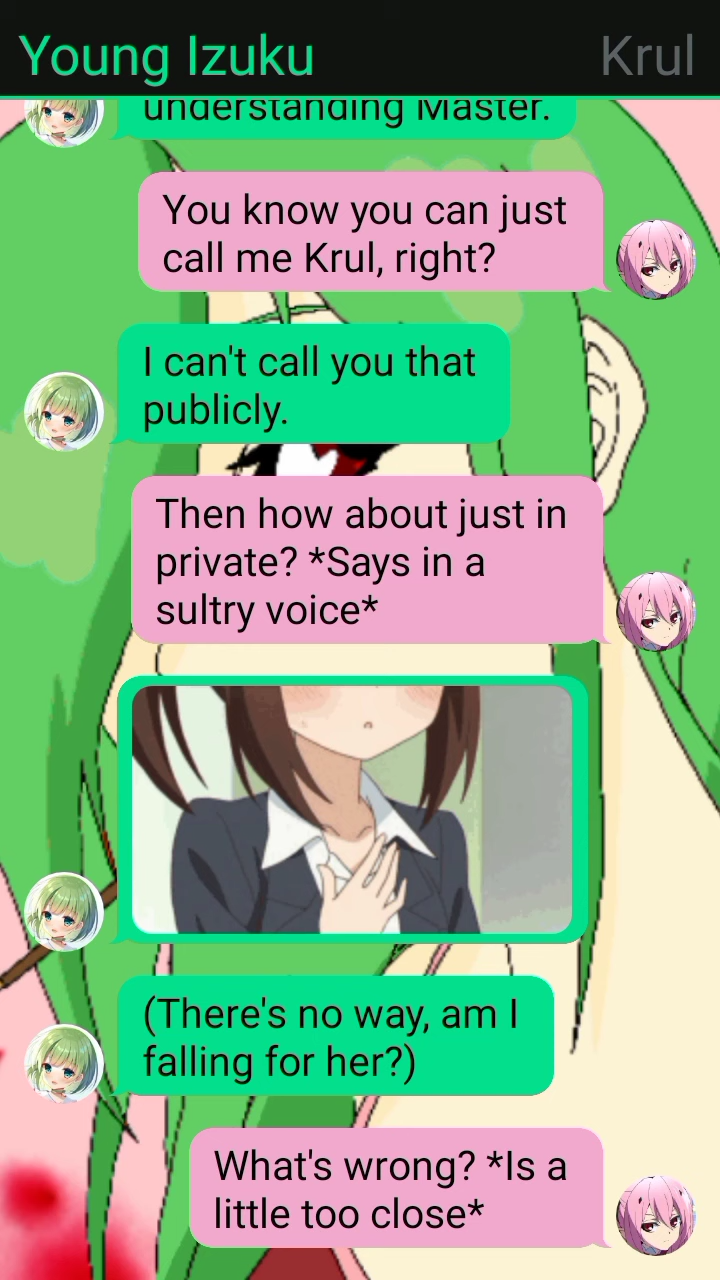 Young Izuku
Krul
understanding Master.
You know you can just
call me Krul, right?
I can't call you that
publicly.
Then how about just in
private? *Says in a
sultry voice*
(There's no way, am I
falling for her?)
What's wrong? *Is a
little too close*